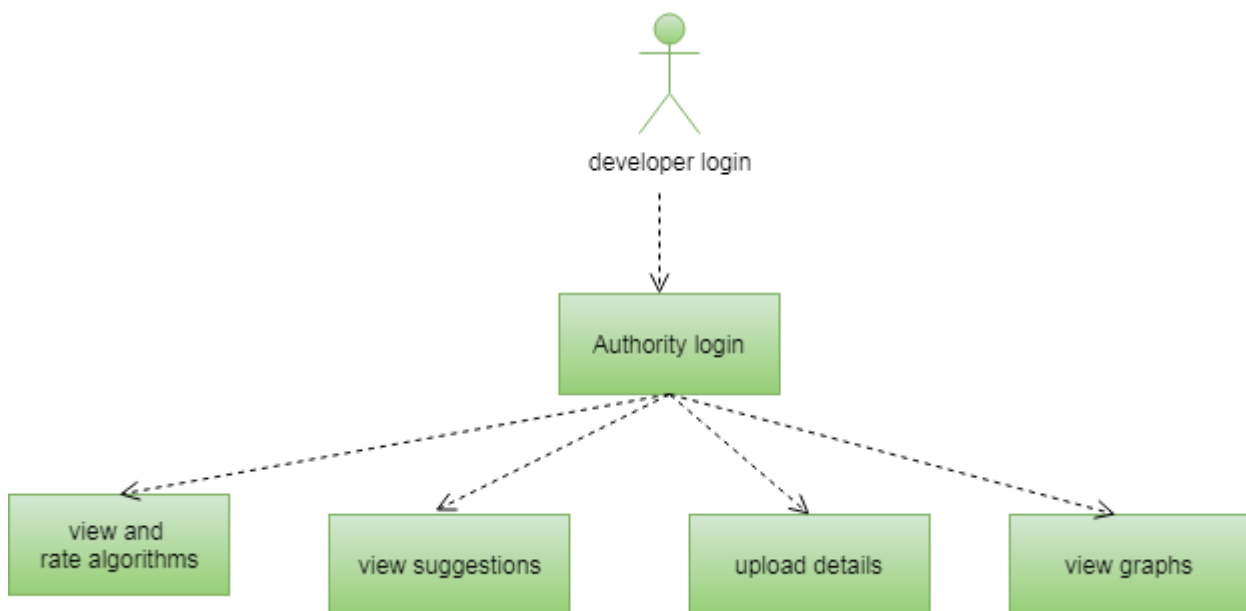 developer login
Authority login
view and
rate algorithms
view suggestions
upload details
view graphs